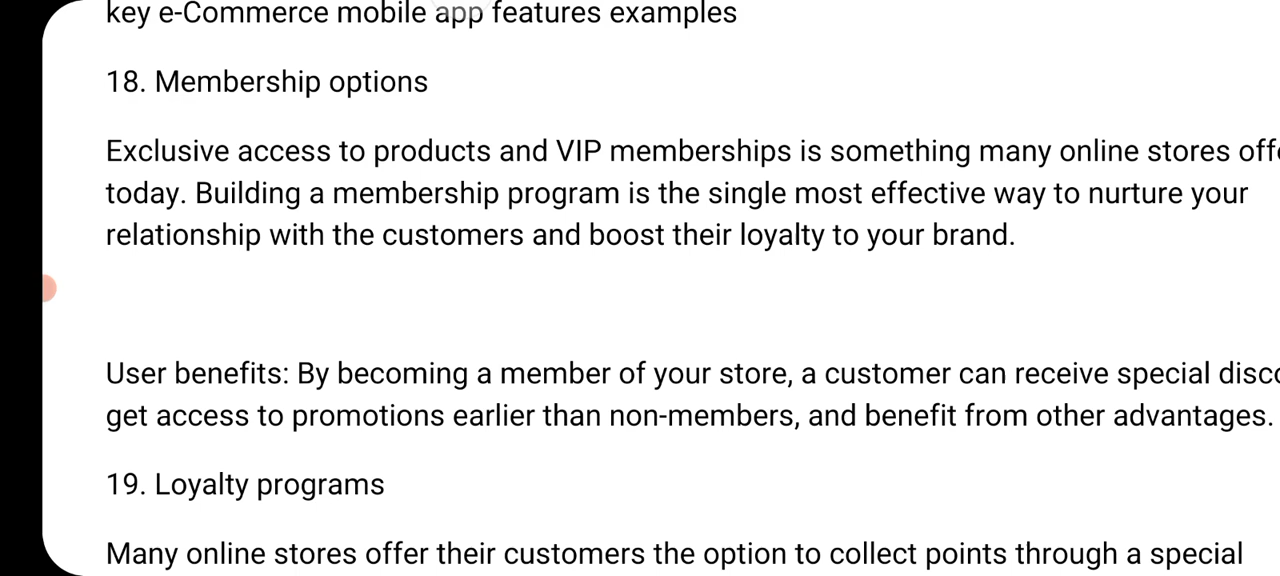 key e-Commerce mobile app features examples
18. Membership options
Exclusive access to products and VIP memberships is something many online stores
today. Building a membership program is the single most effective way to nurture your
relationship with the customers and boost their loyalty to your brand.
User benefits: By becoming a member of your store, a customer can receive special
get access to promotions earlier than non-members, and benefit from other advantages.
19. Loyalty programs
Many online stores offer their customers the option to collect points through a special